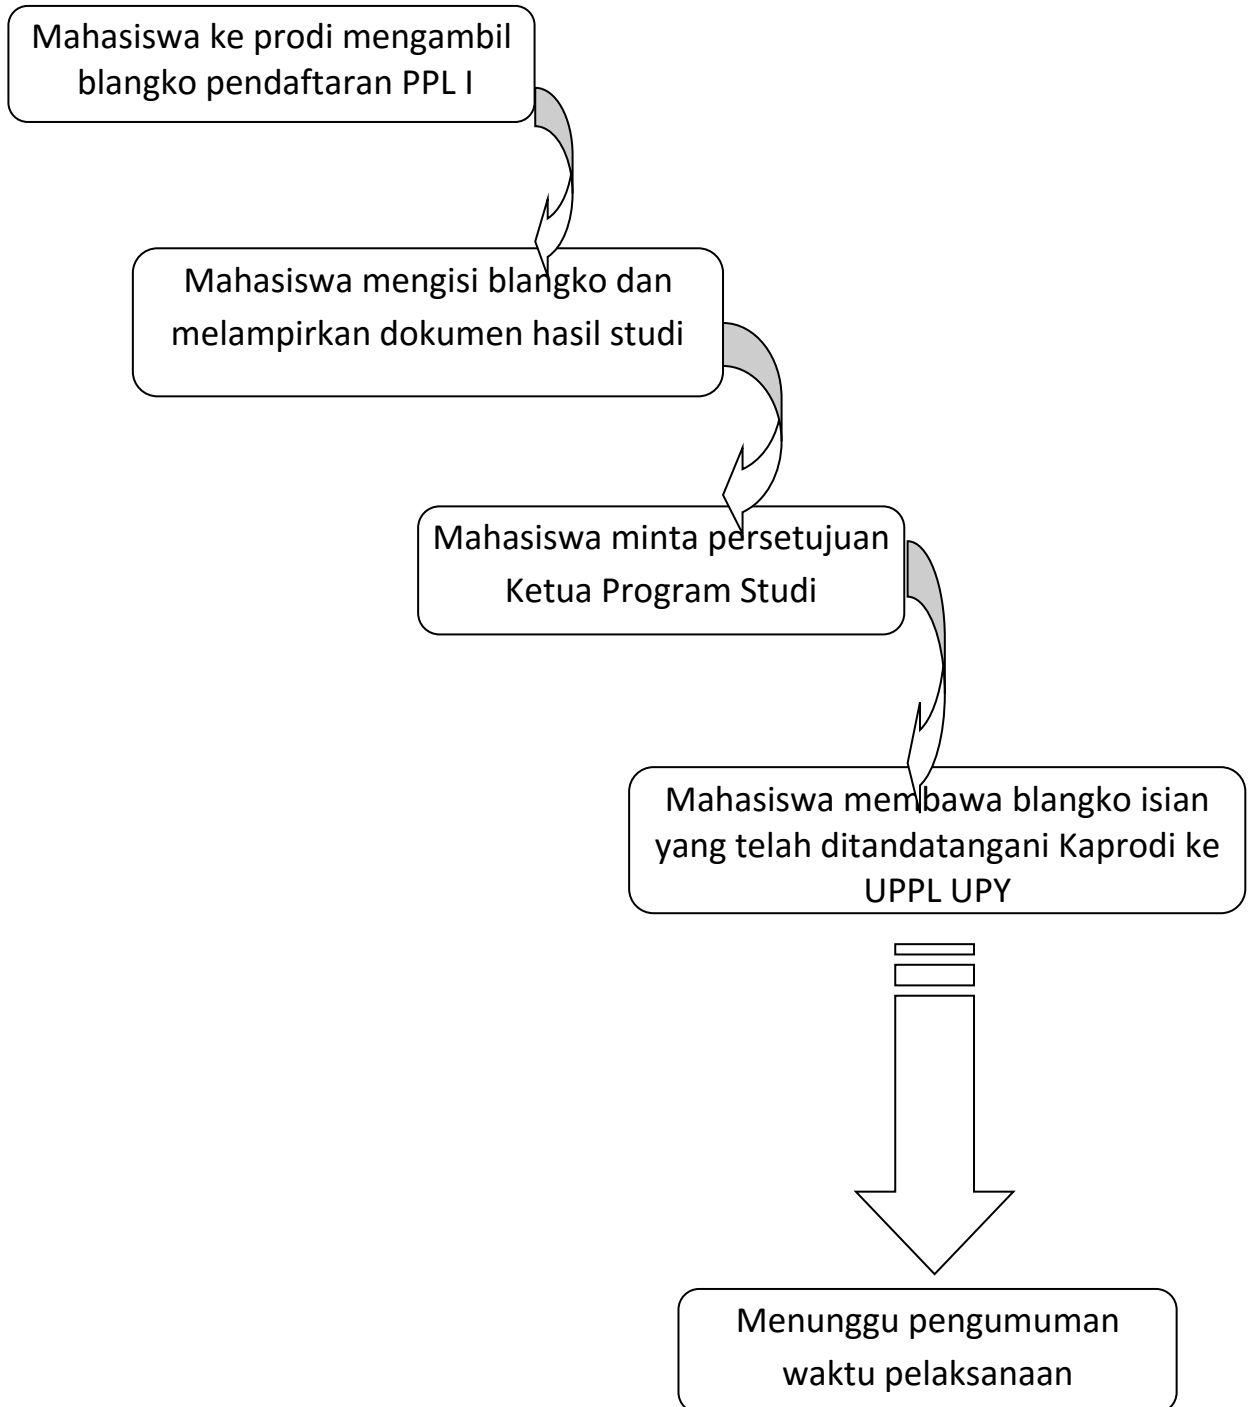 Mahasiswa ke prodi mengambil
blangko pendaftaran PPL I
Mahasiswa mengisi blangko dan
melampirkan dokumen hasil studi
Mahasiswa minta persetujuan
Ketua Program Studi
Mahasiswa membawa blangko isian
yang telah ditandatangani Kaprodi ke
UPPL UPY
Menunggu pengumuman
waktu pelaksanaan